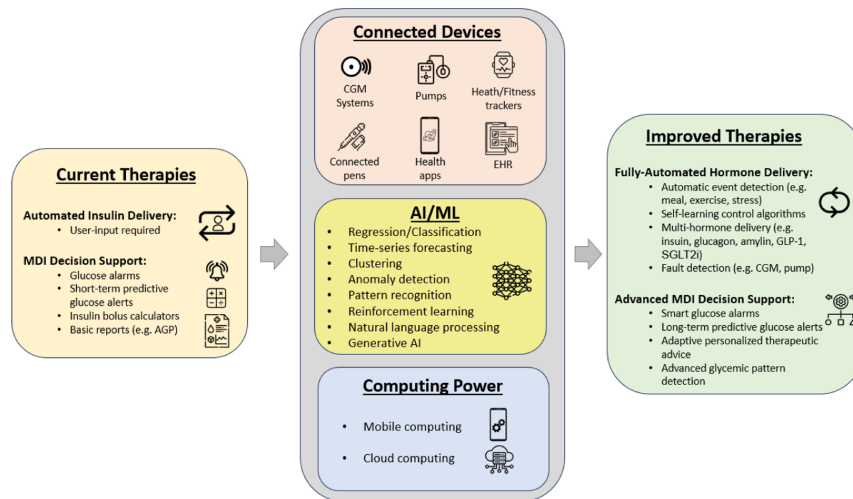 Current Therapies
Automated Insulin Delivery:
• User-input required
MDI Decision Support:
• Glucose alarms
• Short-term predictive
glucose alerts
• Insulin bolus calculators
• Basic reports (e.g. AGP)
Connected Devices
CGM
Systems
Pumps
Heath/Fitness
trackers
Connected
pens
Health
apps
EHR
AI/ML
• Regression/Classification
• Time-series forecasting
• Clustering
• Anomaly detection
• Pattern recognition
• Reinforcement learning
• Natural language processing
• Generative AI
Computing Power
• Mobile computing
• Cloud computing
Improved Therapies
Fully-Automated Hormone Delivery:
• Automatic event detection (e.g.
meal, exercise, stress)
• Self-learning control algorithms
• Multi-hormone delivery (e.g.
insuin, glucagon, amylin, GLP-1,
SGLT2i)
• Fault detection (e.g. CGM, pump)
Advanced MDI Decision Support:
• Smart glucose alarms
• Long-term predictive glucose alerts
• Adaptive personalized therapeutic
advice
• Advanced glycemic pattern
detection